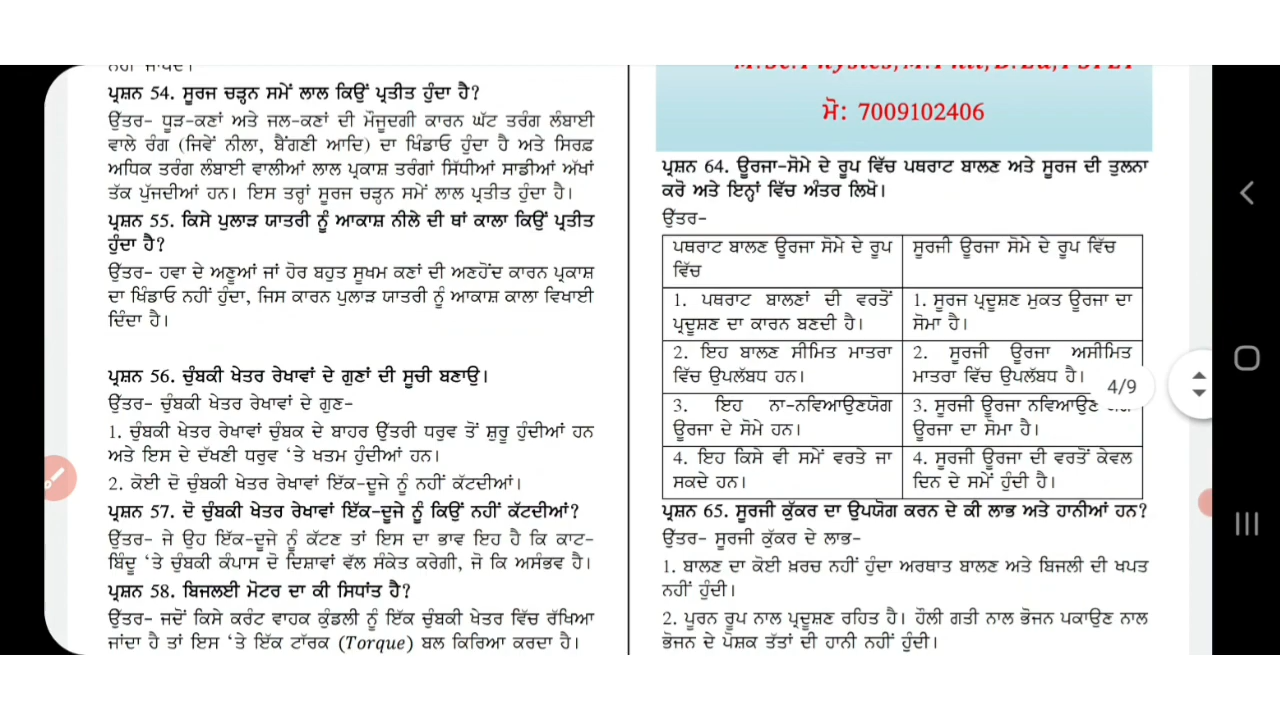 ਪ੍ਰਸ਼ਨ 54. ਸੂਰਜ ਚੜ੍ਹਨ ਸਮੇਂ ਲਾਲ ਕਿਉਂ ਪ੍ਰਤੀਤ ਹੁੰਦਾ ਹੈ?
ਉੱਤਰ- ਧੂੜ-ਕਣਾਂ ਅਤੇ ਜਲ-ਕਣਾਂ ਦੀ ਮੌਜੂਦਗੀ ਕਾਰਨ ਘੱਟ ਤਰੰਗ ਲੰਬਾਈ
ਵਾਲੇ ਰੰਗ (ਜਿਵੇਂ ਨੀਲਾ, ਬੈਂਗਣੀ ਆਦਿ) ਦਾ ਖਿੰਡਾਓ ਹੁੰਦਾ ਹੈ ਅਤੇ ਸਿਰਫ਼
ਅਧਿਕ ਤਰੰਗ ਲੰਬਾਈ ਵਾਲੀਆਂ ਲਾਲ ਪ੍ਰਕਾਸ਼ ਤਰੰਗਾਂ ਸਿੱਧੀਆਂ ਸਾਡੀਆਂ ਅੱਖਾਂ
ਤੱਕ ਪੁੱਜਦੀਆਂ ਹਨ। ਇਸ ਤਰ੍ਹਾਂ ਸੂਰਜ ਚੜ੍ਹਨ ਸਮੇਂ ਲਾਲ ਪ੍ਰਤੀਤ ਹੁੰਦਾ ਹੈ।
ਪ੍ਰਸ਼ਨ 55. ਕਿਸੇ ਪੁਲਾੜ ਯਾਤਰੀ ਨੂੰ ਆਕਾਸ਼ ਨੀਲੇ ਦੀ ਥਾਂ ਕਾਲਾ ਕਿਉਂ ਪ੍ਰਤੀਤ
ਹੁੰਦਾ ਹੈ?
ਉੱਤਰ- ਹਵਾ ਦੇ ਅਣੂਆਂ ਜਾਂ ਹੋਰ ਬਹੁਤ ਸੂਖਮ ਕਣਾਂ ਦੀ ਅਣਹੋਂਦ ਕਾਰਨ ਪ੍ਰਕਾਸ਼
ਦਾ ਖਿੰਡਾਓ ਨਹੀਂ ਹੁੰਦਾ, ਜਿਸ ਕਾਰਨ ਪੁਲਾੜ ਯਾਤਰੀ ਨੂੰ ਆਕਾਸ਼ ਕਾਲਾ ਵਿਖਾਈ
ਦਿੰਦਾ ਹੈ।
ਪ੍ਰਸ਼ਨ 56. ਚੁੰਬਕੀ ਖੇਤਰ ਰੇਖਾਵਾਂ ਦੇ ਗੁਣਾਂ ਦੀ ਸੂਚੀ ਬਣਾਉ।
ਉੱਤਰ- ਚੁੰਬਕੀ ਖੇਤਰ ਰੇਖਾਵਾਂ ਦੇ ਗੁਣ-
1. ਚੁੰਬਕੀ ਖੇਤਰ ਰੇਖਾਵਾਂ ਚੁੰਬਕ ਦੇ ਬਾਹਰ ਉੱਤਰੀ ਧਰੁਵ ਤੋਂ ਸ਼ੁਰੂ ਹੁੰਦੀਆਂ ਹਨ
ਅਤੇ ਇਸ ਦੇ ਦੱਖਣੀ ਧਰੁਵ ‘ਤੇ ਖਤਮ ਹੁੰਦੀਆਂ ਹਨ।
2. ਕੋਈ ਦੋ ਚੁੰਬਕੀ ਖੇਤਰ ਰੇਖਾਵਾਂ ਇੱਕ-ਦੂਜੇ ਨੂੰ ਨਹੀਂ ਕੱਟਦੀਆਂ।
ਪ੍ਰਸ਼ਨ 57. ਦੋ ਚੁੰਬਕੀ ਖੇਤਰ ਰੇਖਾਵਾਂ ਇੱਕ-ਦੂਜੇ ਨੂੰ ਕਿਉਂ ਨਹੀਂ ਕੱਟਦੀਆਂ?
ਉੱਤਰ- ਜੇ ਉਹ ਇੱਕ-ਦੂਜੇ ਨੂੰ ਕੱਟਣ ਤਾਂ ਇਸ ਦਾ ਭਾਵ ਇਹ ਹੈ ਕਿ ਕਾਟ-
ਬਿੰਦੂ ‘ਤੇ ਚੁੰਬਕੀ ਕੰਪਾਸ ਦੋ ਦਿਸ਼ਾਵਾਂ ਵੱਲ ਸੰਕੇਤ ਕਰੇਗੀ, ਜੋ ਕਿ ਅਸੰਭਵ ਹੈ।
ਪ੍ਰਸ਼ਨ 58. ਬਿਜਲਈ ਮੋਟਰ ਦਾ ਕੀ ਸਿਧਾਂਤ ਹੈ?
ਉੱਤਰ- ਜਦੋਂ ਕਿਸੇ ਕਰੰਟ ਵਾਹਕ ਕੁੰਡਲੀ ਨੂੰ ਇੱਕ ਚੁੰਬਕੀ ਖੇਤਰ ਵਿੱਚ ਰੱਖਿਆ
ਜਾਂਦਾ ਹੈ ਤਾਂ ਇਸ ‘ਤੇ ਇੱਕ ਟਾੱਰਕ (Torque) ਬਲ ਕਿਰਿਆ ਕਰਦਾ ਹੈ।
ਮੋ: 7009102406
ਪ੍ਰਸ਼ਨ 64. ਊਰਜਾ-ਸੋਮੇ ਦੇ ਰੂਪ ਵਿੱਚ ਪਥਰਾਟ ਬਾਲਣ ਅਤੇ ਸੂਰਜ ਦੀ ਤੁਲਨਾ
ਕਰੋ ਅਤੇ ਇਨ੍ਹਾਂ ਵਿੱਚ ਅੰਤਰ ਲਿਖੋ।
ਉੱਤਰ-
ਪਥਰਾਟ ਬਾਲਣ ਊਰਜਾ ਸੋਮੇ ਦੇ ਰੂਪ
ਵਿੱਚ
ਸੂਰਜੀ ਊਰਜਾ ਸੋਮੇ ਦੇ ਰੂਪ ਵਿੱਚ
1. ਪਥਰਾਟ ਬਾਲਣਾਂ ਦੀ ਵਰਤੋਂ
ਪ੍ਰਦੂਸ਼ਣ ਦਾ ਕਾਰਨ ਬਣਦੀ ਹੈ।
1. ਸੂਰਜ ਪ੍ਰਦੂਸ਼ਣ ਮੁਕਤ ਊਰਜਾ ਦਾ
ਸੋਮਾ ਹੈ।
2. ਇਹ ਬਾਲਣ ਸੀਮਿਤ ਮਾਤਰਾ
ਵਿੱਚ ਉਪਲੱਬਧ ਹਨ।
2. ਸੂਰਜੀ ਊਰਜਾ ਅਸੀਮਿਤ
ਮਾਤਰਾ ਵਿੱਚ ਉਪਲੱਬਧ ਹੈ।
4/9
3. ਇਹ ਨਾ-ਨਵਿਆਉਣਯੋਗ
ਊਰਜਾ ਦੇ ਸੋਮੇ ਹਨ।
3. ਸੂਰਜੀ ਊਰਜਾ
ਊਰਜਾ ਦਾ ਸੋਮਾ ਹੈ।
4. ਇਹ ਕਿਸੇ ਵੀ ਸਮੇਂ ਵਰਤੇ ਜਾ
ਸਕਦੇ ਹਨ।
4. ਸੂਰਜੀ ਊਰਜਾ ਦੀ ਵਰਤੋਂ ਕੇਵਲ
ਦਿਨ ਦੇ ਸਮੇਂ ਹੁੰਦੀ ਹੈ।
ਪ੍ਰਸ਼ਨ 65. ਸੂਰਜੀ ਕੁੱਕਰ ਦਾ ਉਪਯੋਗ ਕਰਨ ਦੇ ਕੀ ਲਾਭ ਅਤੇ ਹਾਨੀਆਂ ਹਨ?
ਉੱਤਰ- ਸੂਰਜੀ ਕੁੱਕਰ ਦੇ ਲਾਭ-
1. ਬਾਲਣ ਦਾ ਕੋਈ ਖ਼ਰਚ ਨਹੀਂ ਹੁੰਦਾ ਅਰਥਾਤ ਬਾਲਣ ਅਤੇ ਬਿਜਲੀ ਦੀ ਖਪਤ
ਨਹੀਂ ਹੁੰਦੀ।
2. ਪੂਰਨ ਰੂਪ ਨਾਲ ਪ੍ਰਦੂਸ਼ਣ ਰਹਿਤ ਹੈ। ਹੌਲੀ ਗਤੀ ਨਾਲ ਭੋਜਨ ਪਕਾਉਣ ਨਾਲ
ਭੋਜਨ ਦੇ ਪੋਸ਼ਕ ਤੱਤਾਂ ਦੀ ਹਾਨੀ ਨਹੀਂ ਹੁੰਦੀ।